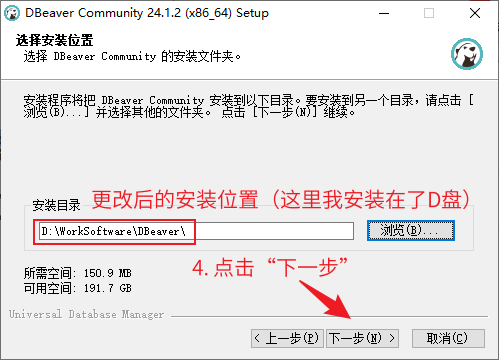 DBeaver Community 24.1.2 (x86_64) Setup
选择安装位置
选择 DBeaver Community 的安装文件夹。
安装程序将把 DBeaver Community 安装到以下目录。要安装到另一个目录，请点击 [
浏览(B)...] 并选择其他的文件夹。 点击 [下一步(N)] 继续。
更改后的安装位置（这里我安装在了D盘）
安装目录
D:\WorkSoftware\DBeaver\
浏览(B)...
4. 点击“下一步”
所需空间: 150.9 MB
可用空间: 191.7 GB
Universal Database Manager
< 上一步(P) 下一步(N) > 取消(C)